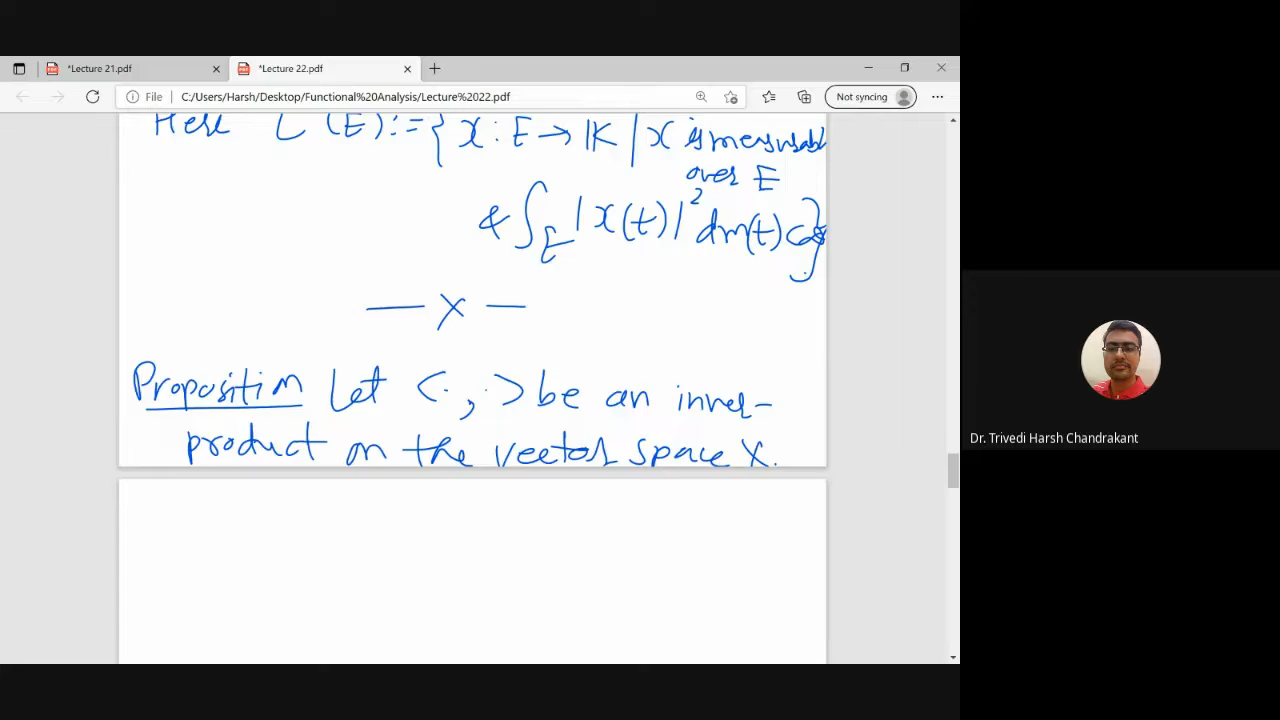 *Lecture 21.pdf
*Lecture 22.pdf
File C:/Users/Harsh/Desktop/Functional%20Analysis/Lecture%2022.pdf
Not syncing
Here L (E) := { x : E → K | x is measurable
over E
& ∫_E |x(t)|² dm(t) < ∞ }
— x —
Proposition Let < . , . > be an inner-
product on the vector space X.
Dr. Trivedi Harsh Chandrakant